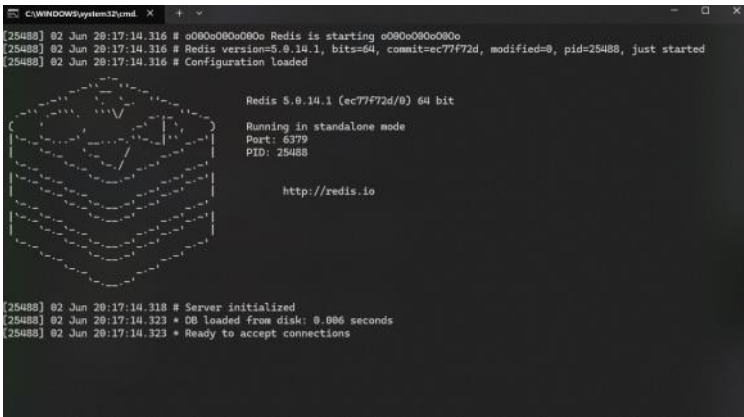 C:\WINDOWS\system32\cmd.
[25488] 02 Jun 20:17:14.316 # oO0OoO0OoO0Oo Redis is starting oO0OoO0OoO0Oo
[25488] 02 Jun 20:17:14.316 # Redis version=5.0.14.1, bits=64, commit=ec77f72d, modified=0, pid=25488, just started
[25488] 02 Jun 20:17:14.316 # Configuration loaded
Redis 5.0.14.1 (ec77f72d/0) 64 bit
Running in standalone mode
Port: 6379
PID: 25488
http://redis.io
[25488] 02 Jun 20:17:14.318 # Server initialized
[25488] 02 Jun 20:17:14.323 * DB loaded from disk: 0.006 seconds
[25488] 02 Jun 20:17:14.323 * Ready to accept connections